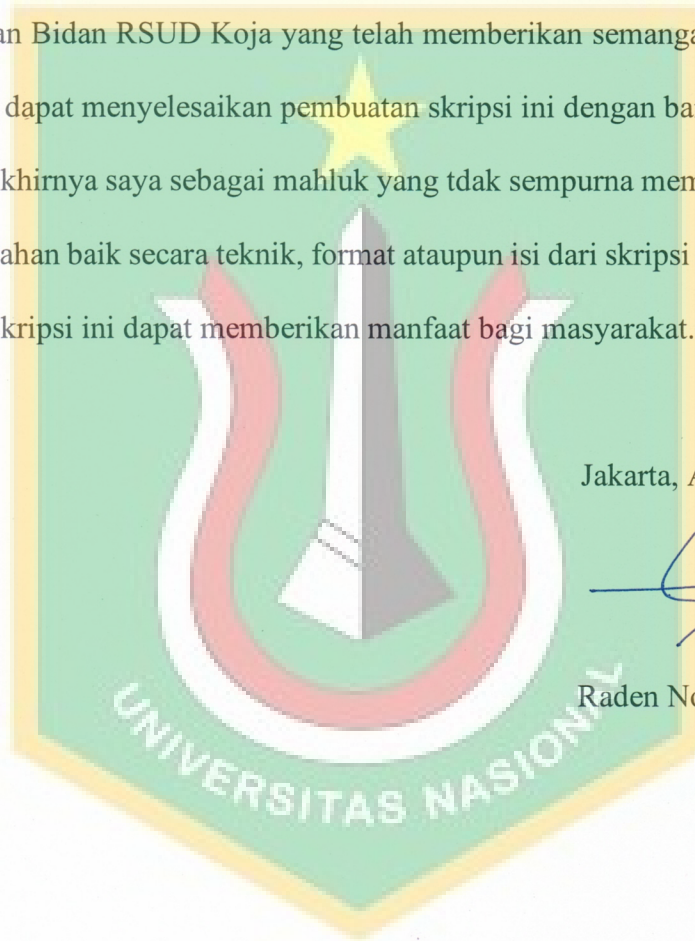 an Bidan RSUD Koja yang telah memberikan semanga
dapat menyelesaikan pembuatan skripsi ini dengan ba
khirnya saya sebagai mahluk yang tdak sempurna mem
ahan baik secara teknik, format ataupun isi dari skripsi
kripsi ini dapat memberikan manfaat bagi masyarakat.
Jakarta, A
Raden No
UNIVERSITAS NASIONAL